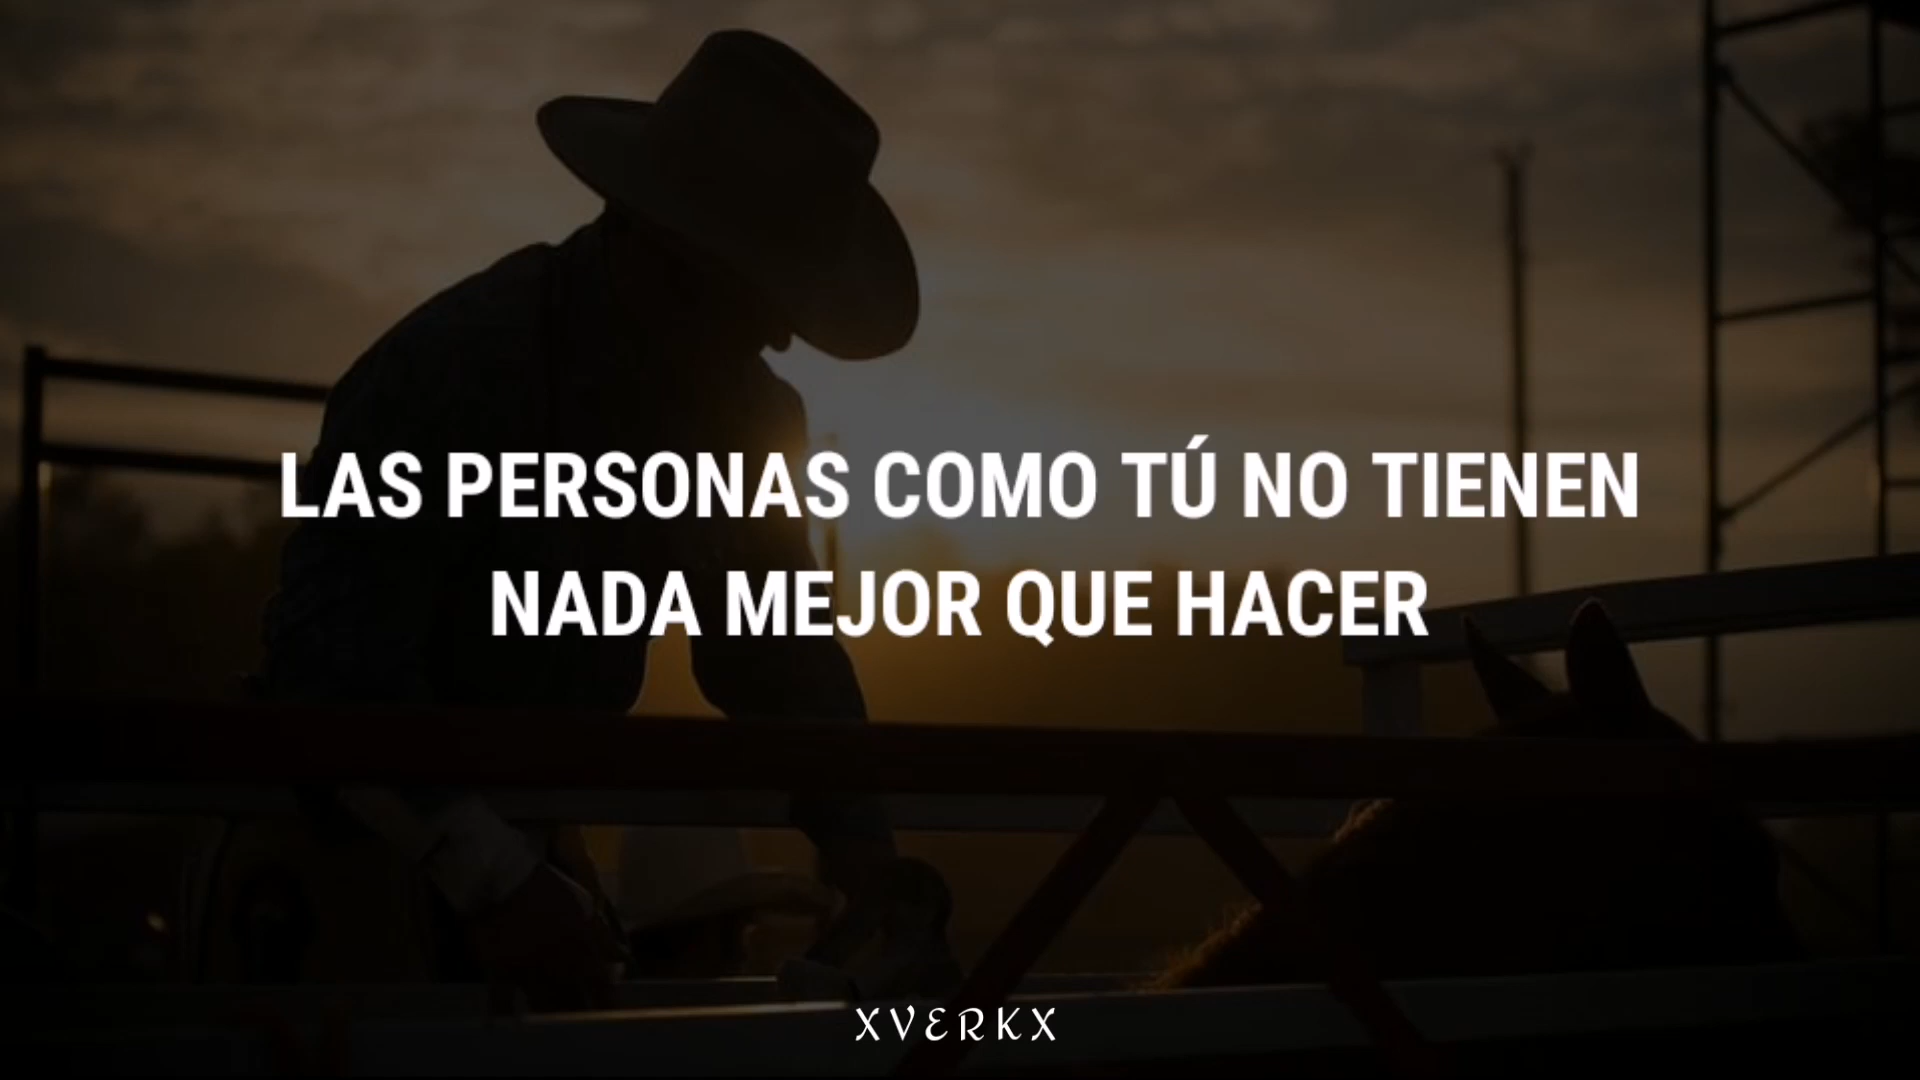 LAS PERSONAS COMO TÚ NO TIENEN
NADA MEJOR QUE HACER
XVERKX